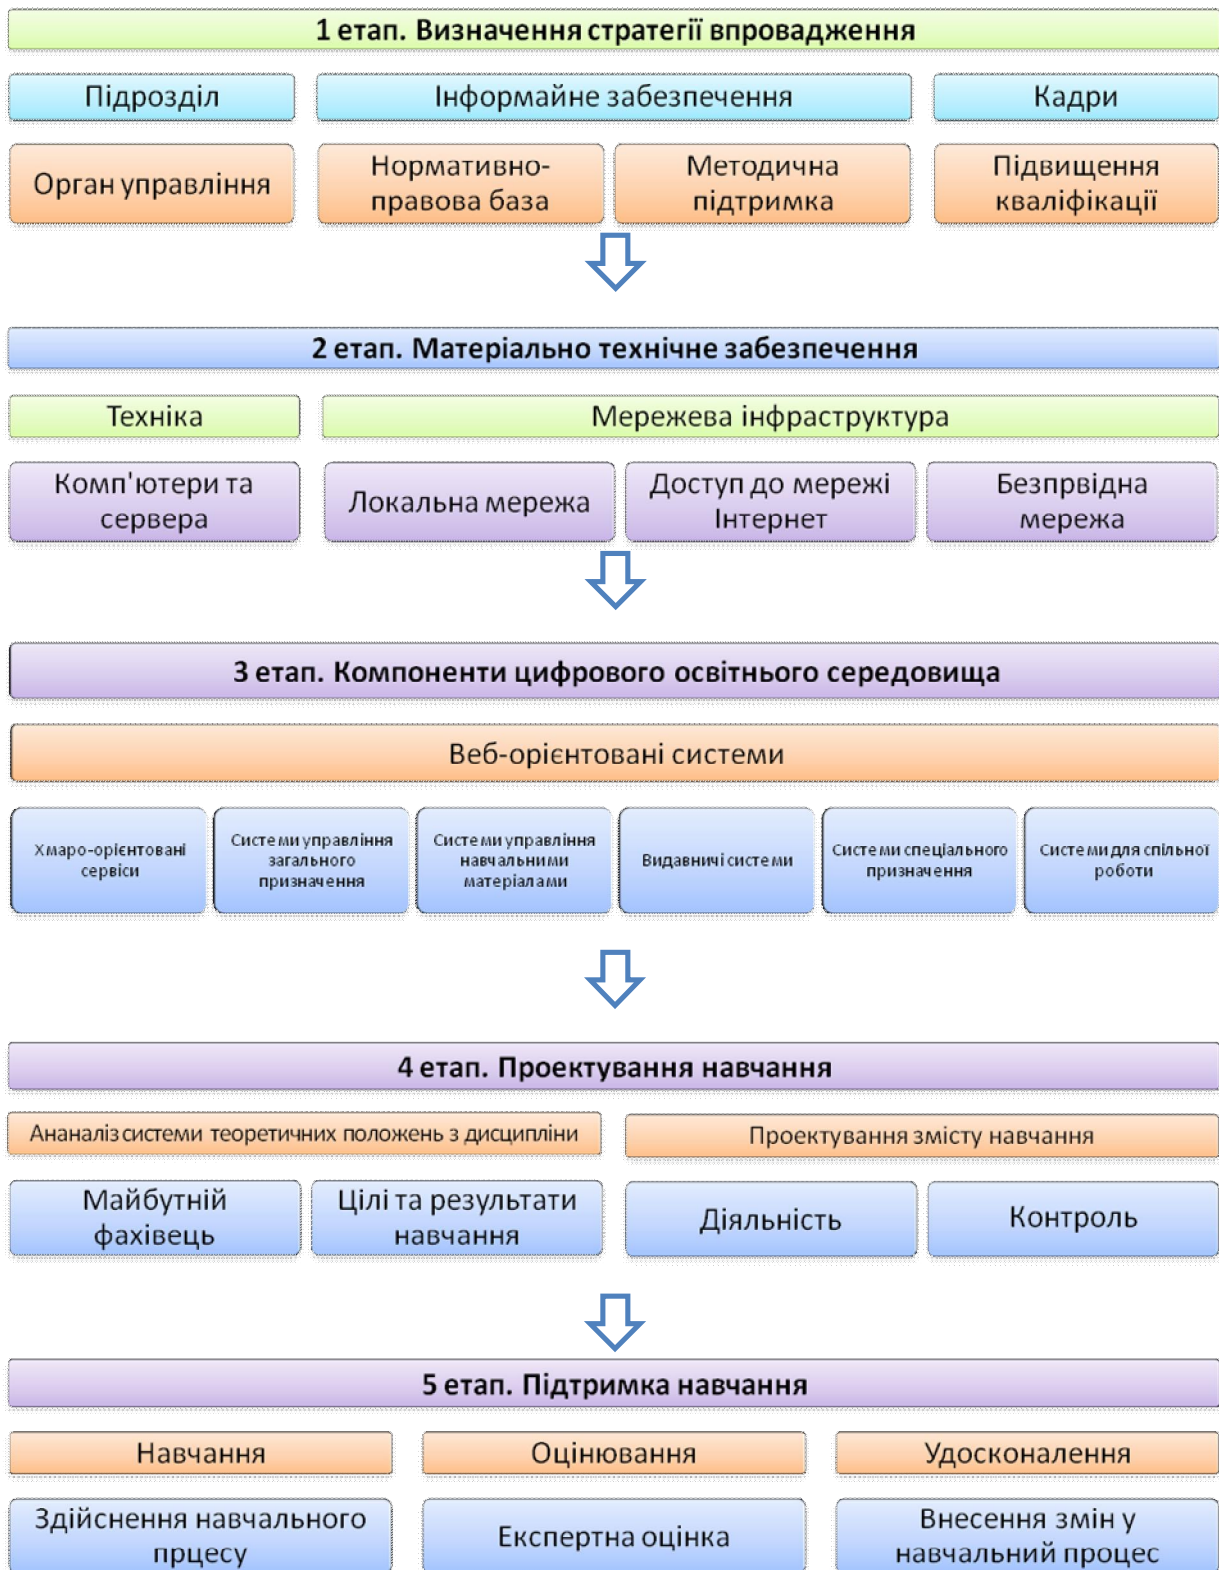 1 етап. Визначення стратегії впровадження
Підрозділ
Інформайне забезпечення
Кадри
Орган управління
Нормативно-
правова база
Методична
підтримка
Підвищення
кваліфікації
2 етап. Матеріально технічне забезпечення
Техніка
Мережева інфраструктура
Комп'ютери та
сервера
Локальна мережа
Доступ до мережі
Інтернет
Безпрвідна
мережа
3 етап. Компоненти цифрового освітнього середовища
Веб-орієнтовані системи
Хмаро-орієнтовані
сервіси
Системи управління
загального
призначення
Системи управління
навчальними
матеріалами
Видавничі системи
Системи спеціального
призначення
Системи для спільної
роботи
4 етап. Проектування навчання
Ананаліз системи теоретичних положень з дисципліни
Проектування змісту навчання
Майбутній
фахівець
Цілі та результати
навчання
Діяльність
Контроль
5 етап. Підтримка навчання
Навчання
Оцінювання
Удосконалення
Здійснення навчального
прцесу
Експертна оцінка
Внесення змін у
навчальний процес